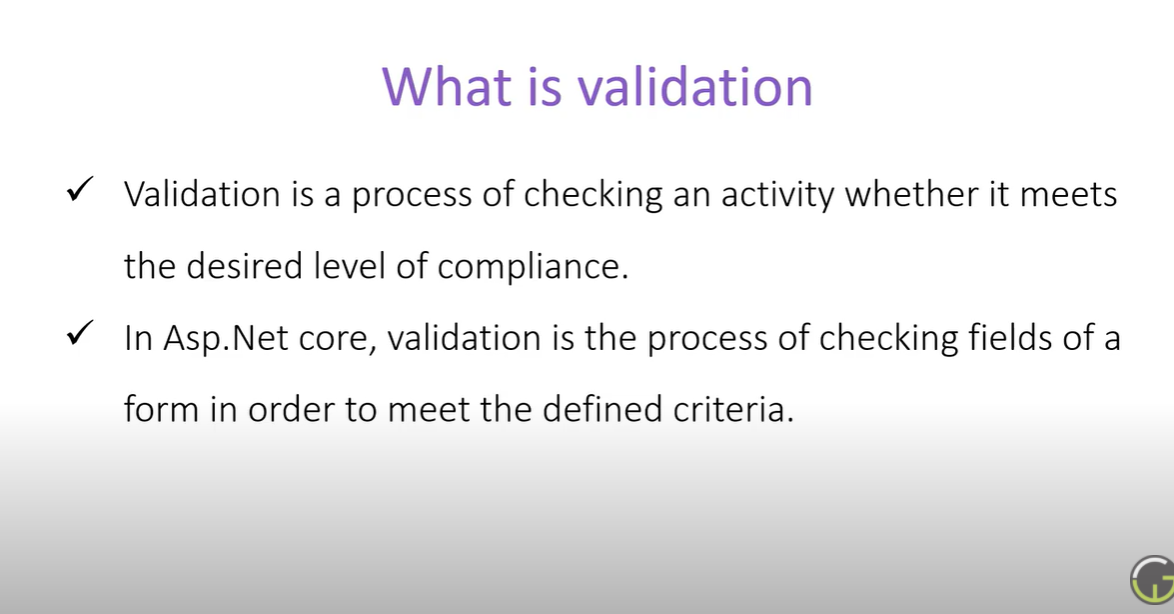 What is validation
✓ Validation is a process of checking an activity whether it meets
the desired level of compliance.
✓ In Asp.Net core, validation is the process of checking fields of a
form in order to meet the defined criteria.